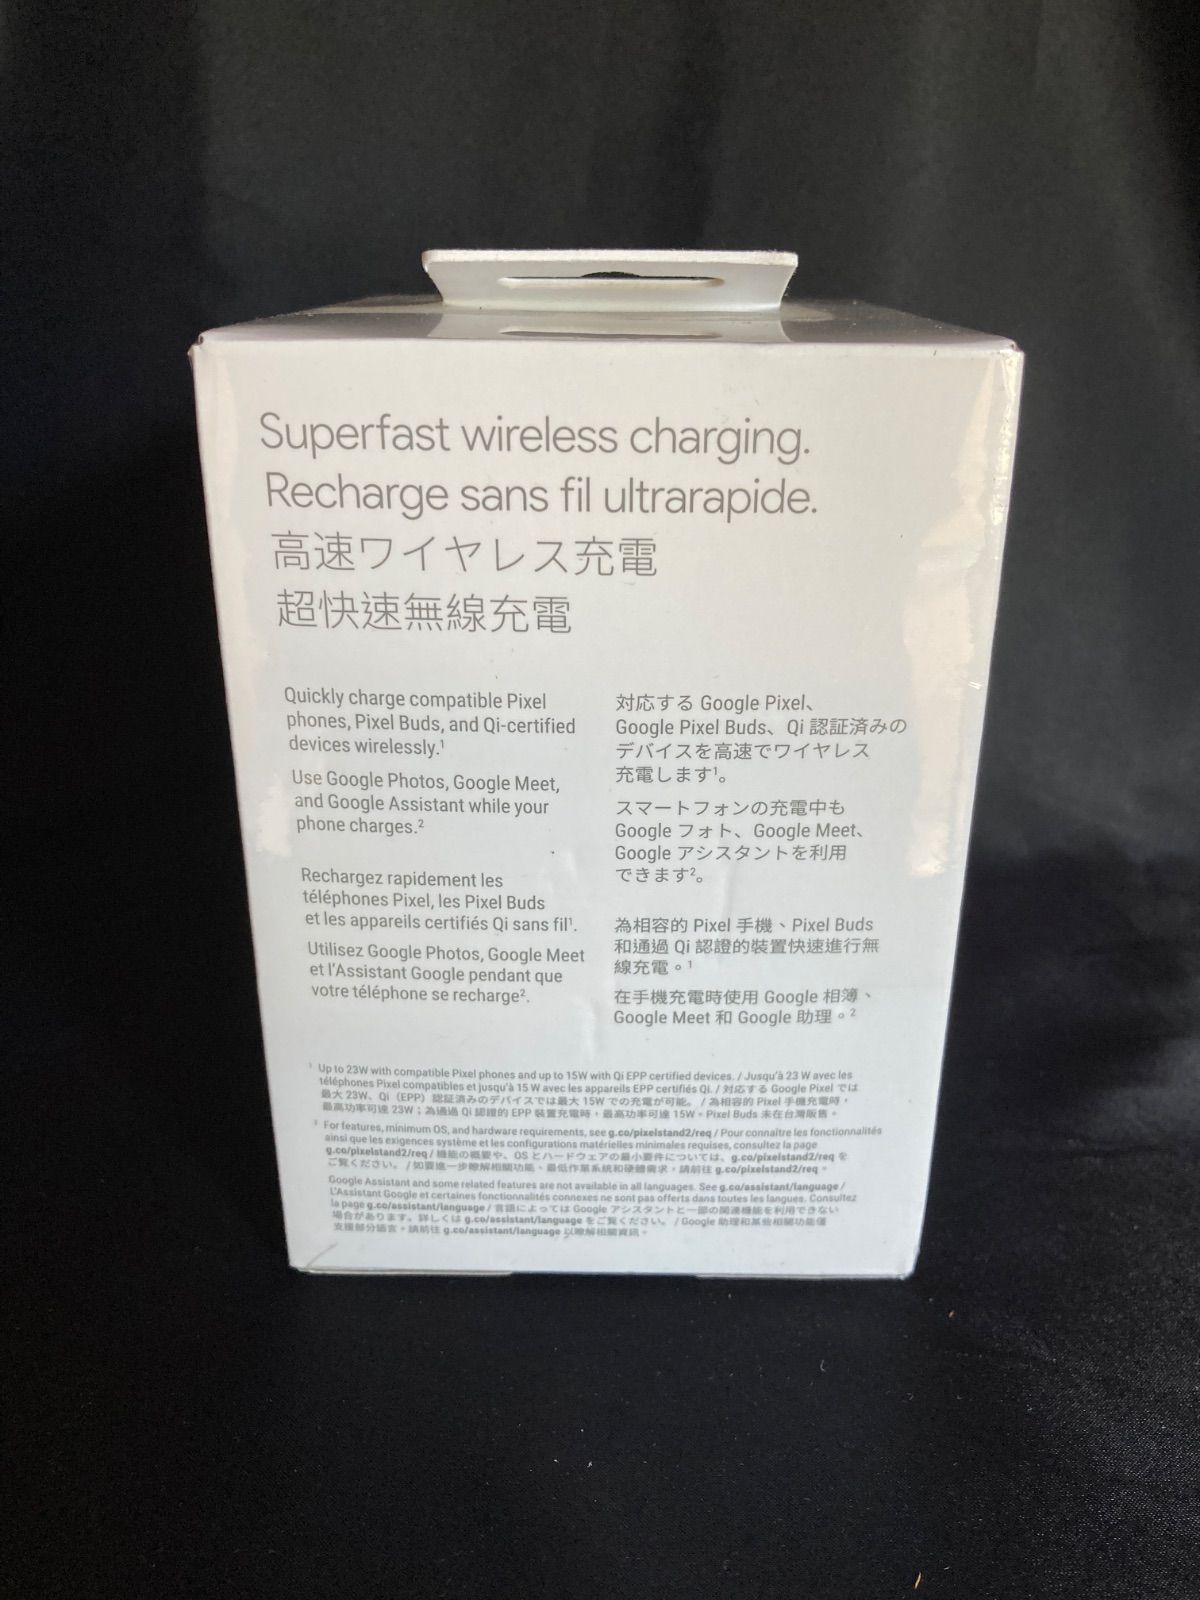 Superfast wireless charging.
Recharge sans fil ultrarapide.
高速ワイヤレス充電
超快速無線充電
Quickly charge compatible Pixel
phones, Pixel Buds, and Qi-certified
devices wirelessly.¹
Use Google Photos, Google Meet,
and Google Assistant while your
phone charges.²
Rechargez rapidement les
téléphones Pixel, les Pixel Buds
et les appareils certifiés Qi sans fil¹.
Utilisez Google Photos, Google Meet
et l'Assistant Google pendant que
votre téléphone se recharge².
対応する Google Pixel、
Google Pixel Buds、Qi 認証済みの
デバイスを高速でワイヤレス
充電します¹。
スマートフォンの充電中も
Google フォト、Google Meet、
Google アシスタントを利用
できます²。
為相容的 Pixel 手機、Pixel Buds
和通過 Qi 認證的裝置快速進行無
線充電。¹
在手機充電時使用 Google 相簿、
Google Meet 和 Google 助理。²
¹ Up to 23W with compatible Pixel phones and up to 15W with Qi EPP certified devices. / Jusqu'à 23 W avec les
téléphones Pixel compatibles et jusqu'à 15 W avec les appareils EPP certifiés Qi. / 対応する Google Pixel では
最大 23W、Qi（EPP）認証済みのデバイスでは最大 15W での充電が可能。 / 為相容的 Pixel 手機充電時，
最高功率可達 23W；為通過 Qi 認證的 EPP 裝置充電時，最高功率可達 15W。Pixel Buds 未在台灣販售。
² For features, minimum OS, and hardware requirements, see g.co/pixelstand2/req / Pour connaître les fonctionnalités
ainsi que les exigences système et les configurations matérielles minimales requises, consultez la page
g.co/pixelstand2/req / 機能の概要や、OS とハードウェアの最小要件については、g.co/pixelstand2/req を
ご覧ください。 / 如要進一步瞭解相關功能、最低作業系統和硬體需求，請前往 g.co/pixelstand2/req。
Google Assistant and some related features are not available in all languages. See g.co/assistant/language /
L'Assistant Google et certaines fonctionnalités connexes ne sont pas offerts dans toutes les langues. Consultez
la page g.co/assistant/language / 言語によっては Google アシスタントと一部の関連機能を利用できない
場合があります。詳しくは g.co/assistant/language をご覧ください。 / Google 助理和某些相關功能僅
支援部分語言，請前往 g.co/assistant/language 以瞭解相關資訊。